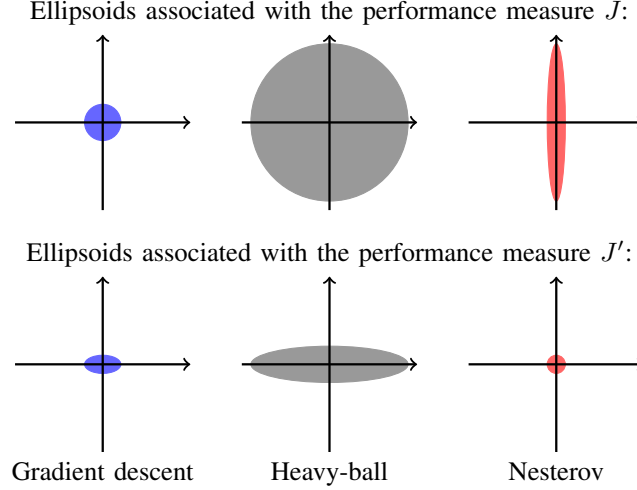 Ellipsoids associated with the performance measure J:
Ellipsoids associated with the performance measure J′:
Gradient descent Heavy-ball Nesterov